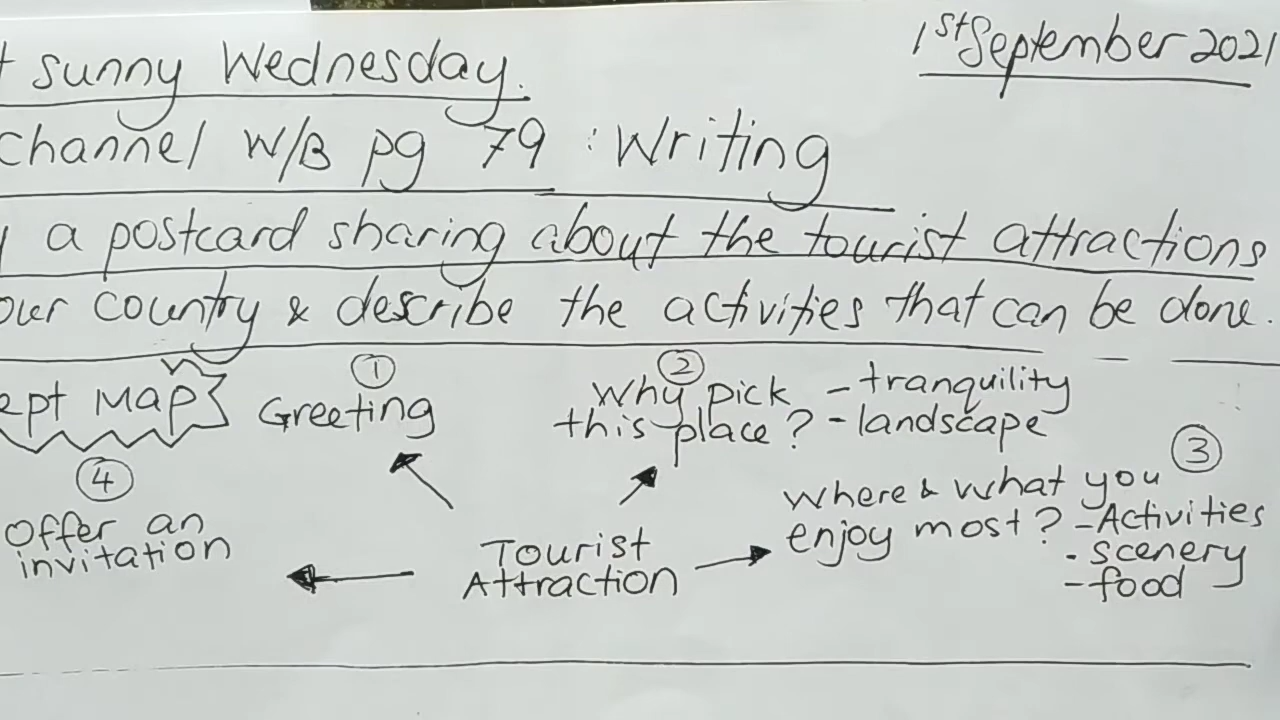 sunny Wednesday.
1st September 2021
channel W/B pg 79 : Writing
a postcard sharing about the tourist attractions
our country & describe the activities that can be done.
ept Map
① Greeting
②
Why pick
this place?
- tranquility
- landscape
③
Where & what you
enjoy most?
- Activities
- scenery
- food
④
Offer an
invitation
Tourist
Attraction